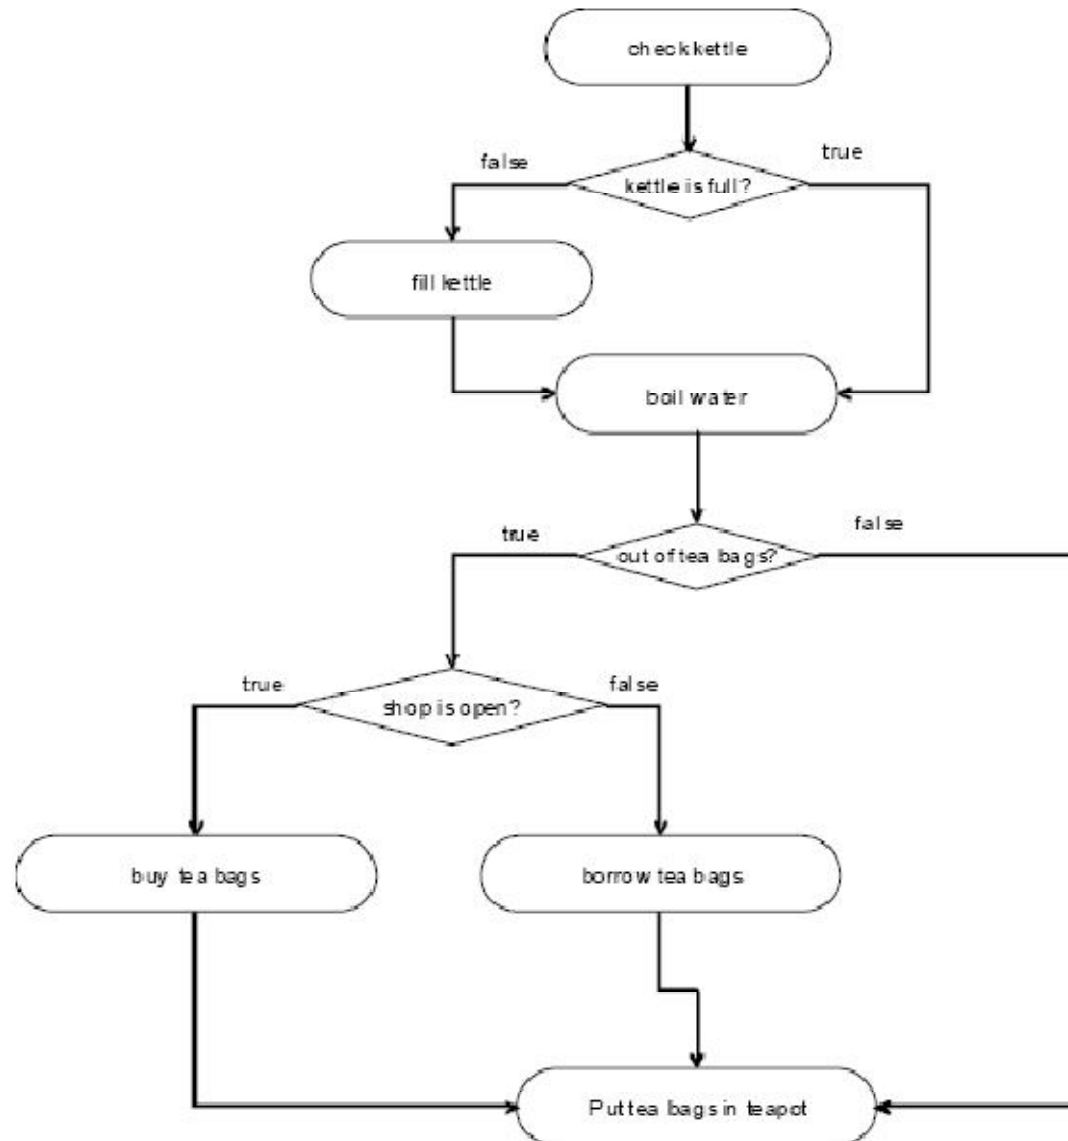 check kettle
false
true
kettle is full?
fill kettle
boil water
true
false
out of tea bags?
true
false
shop is open?
buy tea bags
borrow tea bags
Put tea bags in teapot